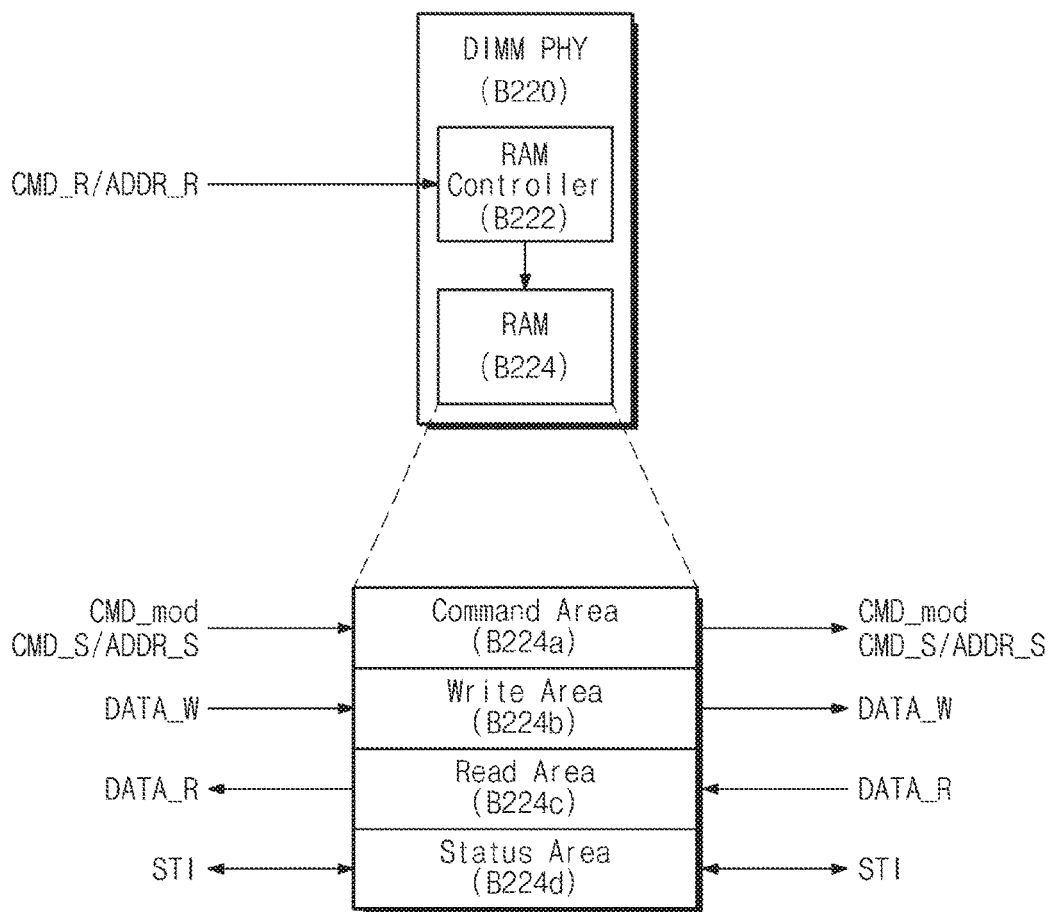 DIMM PHY
(B220)
CMD_R/ADDR_R
RAM
Controller
(B222)
RAM
(B224)
CMD_mod
CMD_S/ADDR_S
Command Area
(B224a)
CMD_mod
CMD_S/ADDR_S
DATA_W
Write Area
(B224b)
DATA_W
DATA_R
Read Area
(B224c)
DATA_R
STI
Status Area
(B224d)
STI